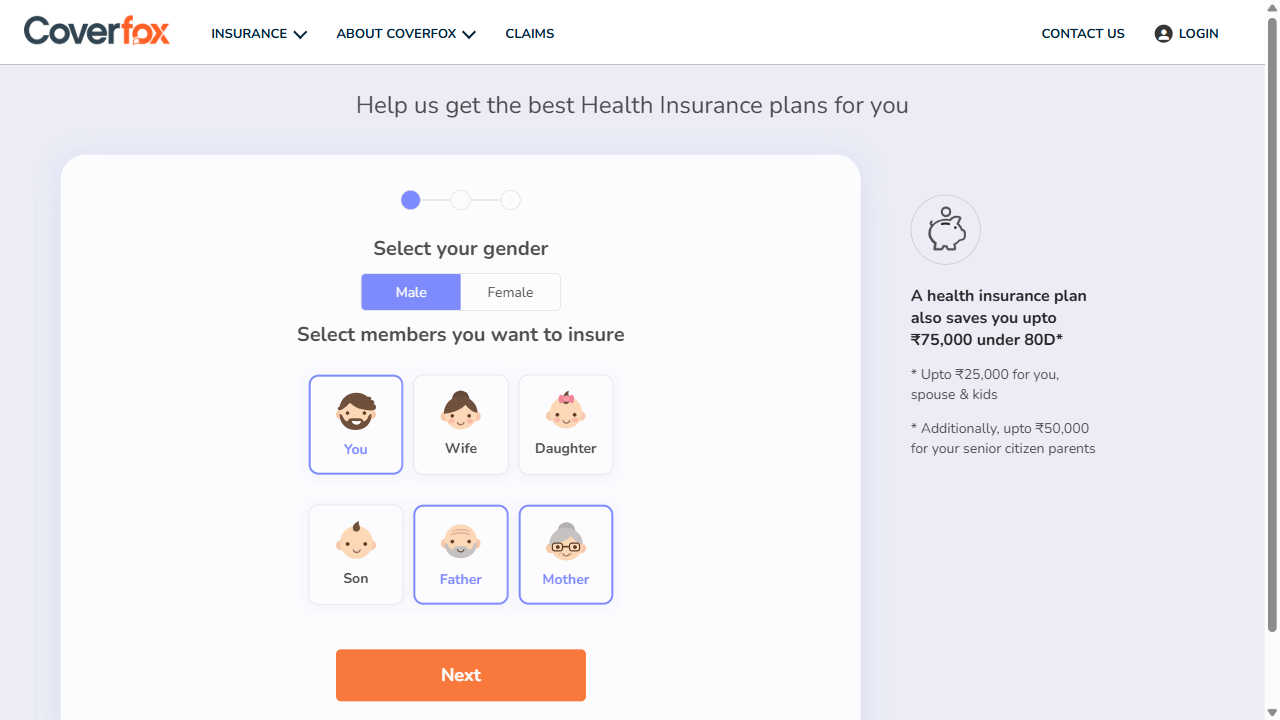 Coverfox
INSURANCE
ABOUT COVERFOX
CLAIMS
CONTACT US
LOGIN
Help us get the best Health Insurance plans for you
Select your gender
Male
Female
Select members you want to insure
You
Wife
Daughter
Son
Father
Mother
Next
A health insurance plan
also saves you upto
₹75,000 under 80D*
* Upto ₹25,000 for you,
spouse & kids
* Additionally, upto ₹50,000
for your senior citizen parents